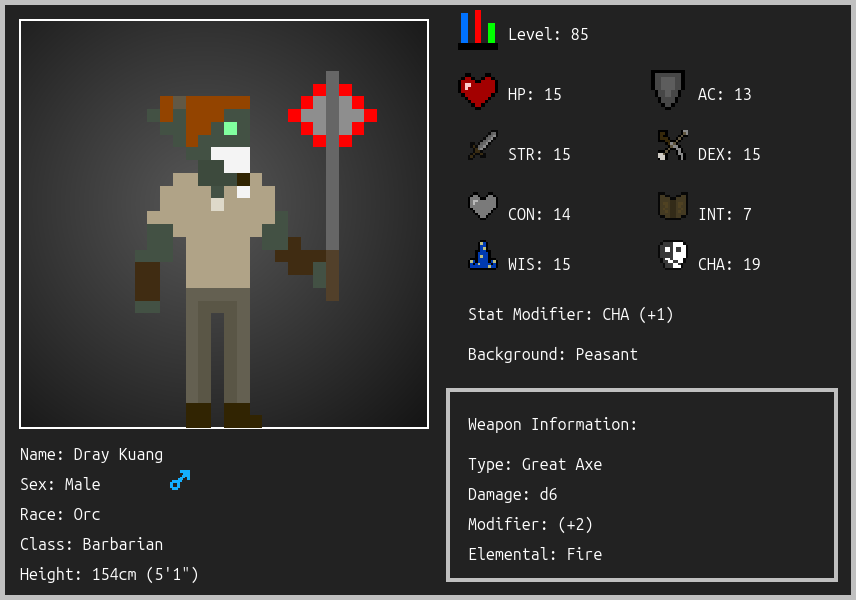 Level: 85
HP: 15
AC: 13
STR: 15
DEX: 15
CON: 14
INT: 7
WIS: 15
CHA: 19
Stat Modifier: CHA (+1)
Background: Peasant
Weapon Information:
Type: Great Axe
Damage: d6
Modifier: (+2)
Elemental: Fire
Name: Dray Kuang
Sex: Male
Race: Orc
Class: Barbarian
Height: 154cm (5'1")